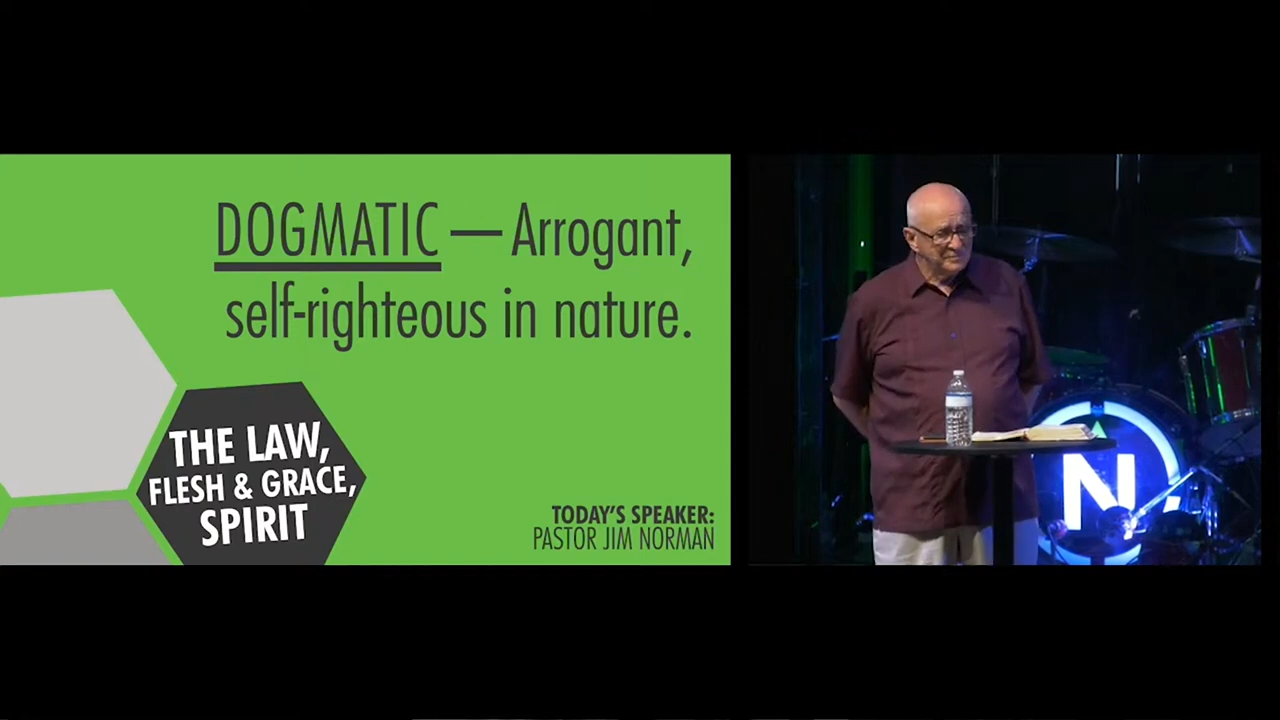 DOGMATIC — Arrogant,
self-righteous in nature.
THE LAW,
FLESH & GRACE,
SPIRIT
TODAY'S SPEAKER:
PASTOR JIM NORMAN
N